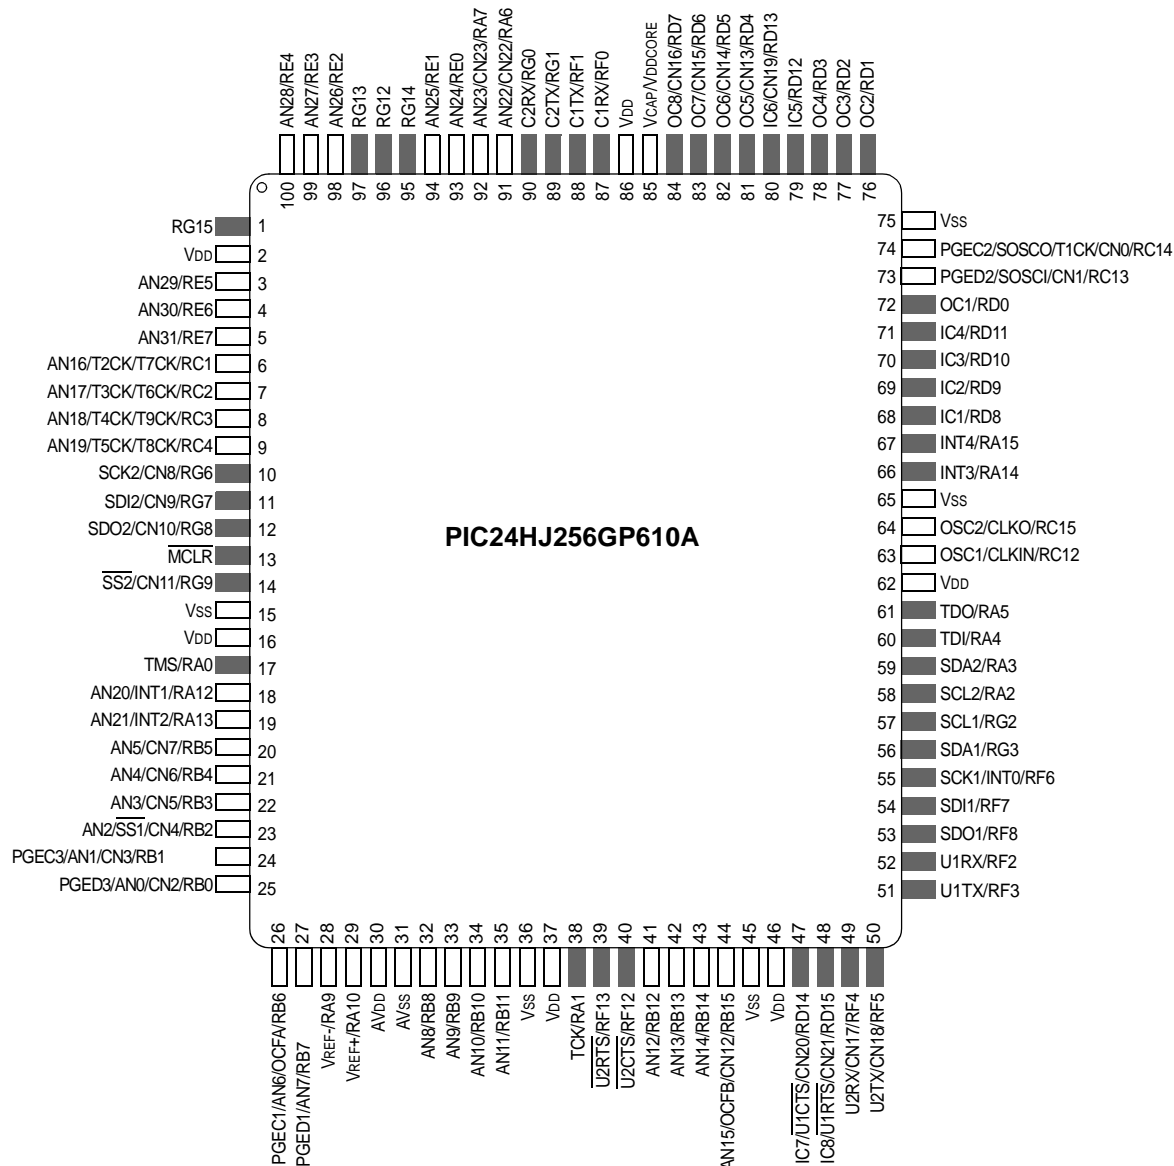 AN28/RE4
AN27/RE3
AN26/RE2
RG13
RG12
RG14
AN25/RE1
AN24/RE0
AN23/CN23/RA7
AN22/CN22/RA6
C2RX/RG0
C2TX/RG1
C1TX/RF1
C1RX/RF0
VDD
VCAP/VDDCORE
OC8/CN16/RD7
OC7/CN15/RD6
OC6/CN14/RD5
OC5/CN13/RD4
IC6/CN19/RD13
IC5/RD12
OC4/RD3
OC3/RD2
OC2/RD1
100 99 98 97 96 95 94 93 92 91 90 89 88 87 86 85 84 83 82 81 80 79 78 77 76
RG15 1
VDD 2
AN29/RE5 3
AN30/RE6 4
AN31/RE7 5
AN16/T2CK/T7CK/RC1 6
AN17/T3CK/T6CK/RC2 7
AN18/T4CK/T9CK/RC3 8
AN19/T5CK/T8CK/RC4 9
SCK2/CN8/RG6 10
SDI2/CN9/RG7 11
SDO2/CN10/RG8 12
MCLR 13
SS2/CN11/RG9 14
VSS 15
VDD 16
TMS/RA0 17
AN20/INT1/RA12 18
AN21/INT2/RA13 19
AN5/CN7/RB5 20
AN4/CN6/RB4 21
AN3/CN5/RB3 22
AN2/SS1/CN4/RB2 23
PGEC3/AN1/CN3/RB1 24
PGED3/AN0/CN2/RB0 25
PIC24HJ256GP610A
75 VSS
74 PGEC2/SOSCO/T1CK/CN0/RC14
73 PGED2/SOSCI/CN1/RC13
72 OC1/RD0
71 IC4/RD11
70 IC3/RD10
69 IC2/RD9
68 IC1/RD8
67 INT4/RA15
66 INT3/RA14
65 VSS
64 OSC2/CLKO/RC15
63 OSC1/CLKIN/RC12
62 VDD
61 TDO/RA5
60 TDI/RA4
59 SDA2/RA3
58 SCL2/RA2
57 SCL1/RG2
56 SDA1/RG3
55 SCK1/INT0/RF6
54 SDI1/RF7
53 SDO1/RF8
52 U1RX/RF2
51 U1TX/RF3
26 27 28 29 30 31 32 33 34 35 36 37 38 39 40 41 42 43 44 45 46 47 48 49 50
PGEC1/AN6/OCFA/RB6
PGED1/AN7/RB7
VREF-/RA9
VREF+/RA10
AVDD
AVSS
AN8/RB8
AN9/RB9
AN10/RB10
AN11/RB11
VSS
VDD
TCK/RA1
U2RTS/RF13
U2CTS/RF12
AN12/RB12
AN13/RB13
AN14/RB14
AN15/OCFB/CN12/RB15
VSS
VDD
IC7/U1CTS/CN20/RD14
IC8/U1RTS/CN21/RD15
U2RX/CN17/RF4
U2TX/CN18/RF5